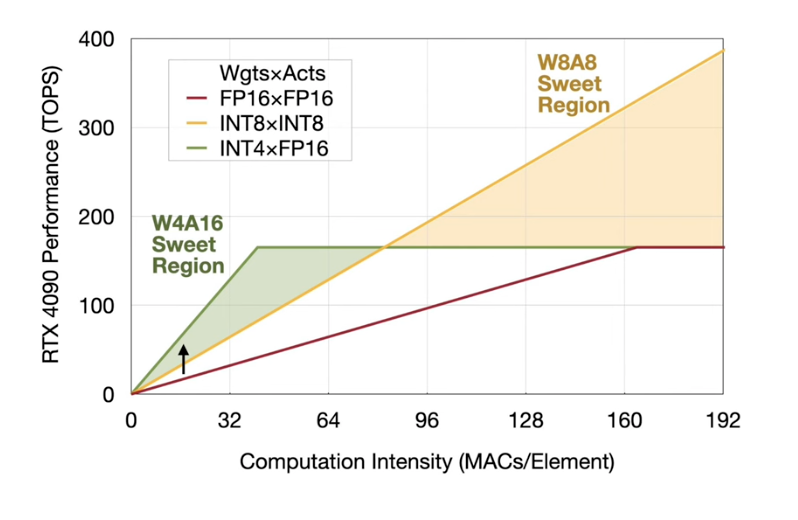 400
300
200
100
0
RTX 4090 Performance (TOPS)
Wgts×Acts
FP16×FP16
INT8×INT8
INT4×FP16
W8A8
Sweet
Region
W4A16
Sweet
Region
0 32 64 96 128 160 192
Computation Intensity (MACs/Element)